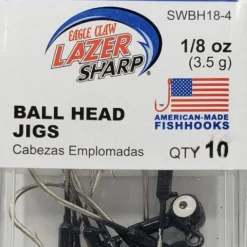 SWBH18-4
EAGLE CLAW
LAZER
SHARP
1/8 oz
(3.5 g)
BALL HEAD
JIGS
Cabezas Emplomadas
AMERICAN-MADE
FISHHOOKS
QTY 10